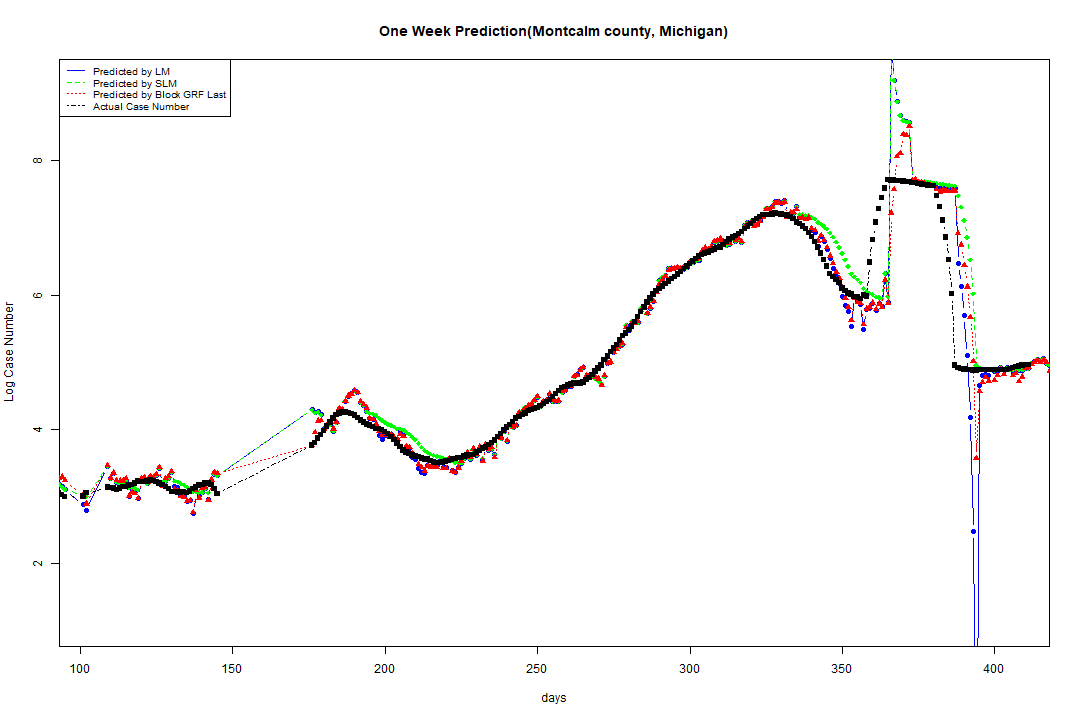 One Week Prediction(Montcalm county, Michigan)
Predicted by LM
Predicted by SLM
Predicted by Block GRF Last
Actual Case Number
Log Case Number
8
6
4
2
100 150 200 250 300 350 400
days